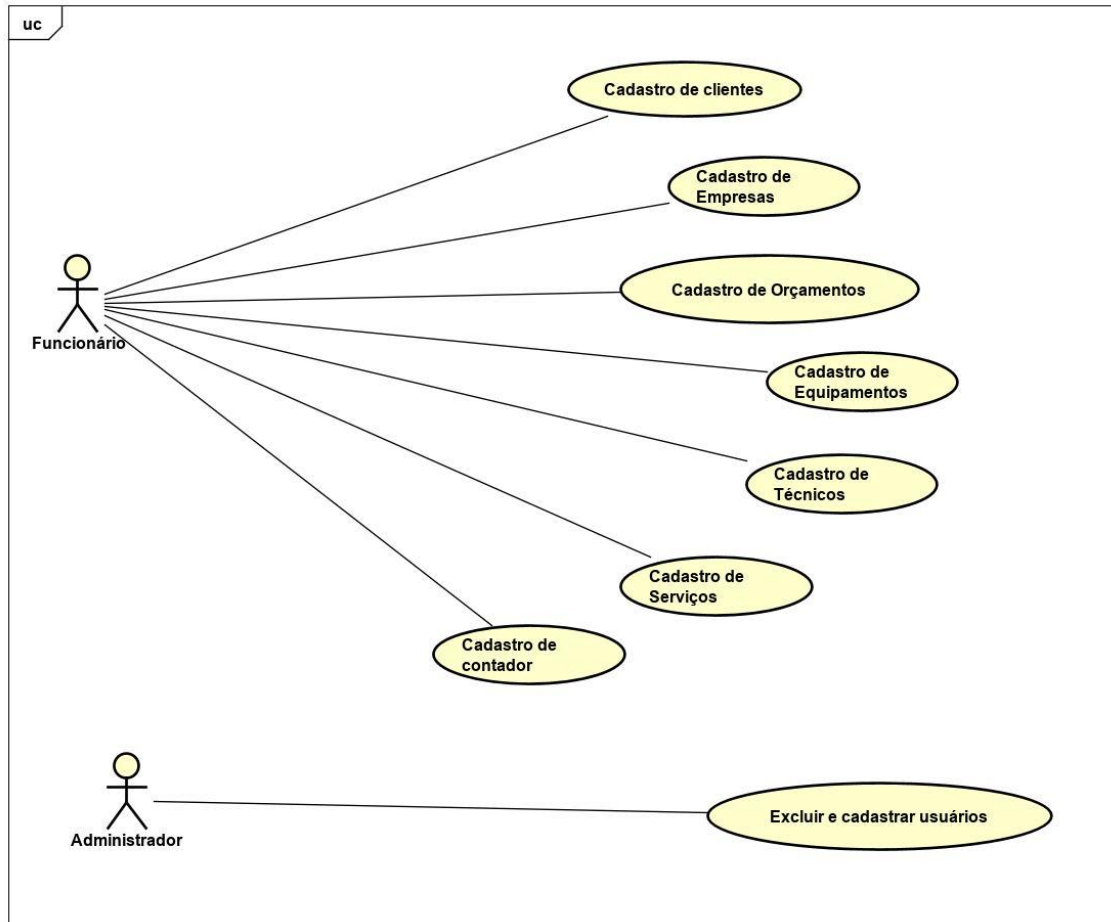 uc
Cadastro de clientes
Cadastro de
Empresas
Cadastro de Orçamentos
Funcionário
Cadastro de
Equipamentos
Cadastro de
Técnicos
Cadastro de
Serviços
Cadastro de
contador
Administrador
Excluir e cadastrar usuários